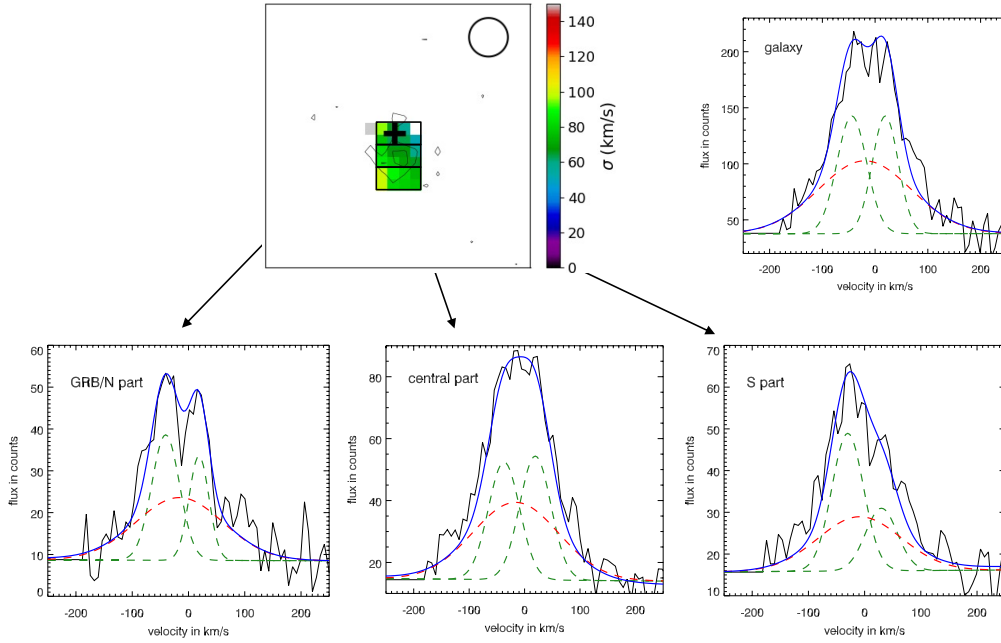 140
120
100
80
60
40
20
0
σ (km/s)
galaxy
200
150
100
50
flux in counts
-200 -100 0 100 200
velocity in km/s
GRB/N part
60
50
40
30
20
10
0
flux in counts
-200 -100 0 100 200
velocity in km/s
central part
80
60
40
20
flux in counts
-200 -100 0 100 200
velocity in km/s
S part
70
60
50
40
30
20
10
flux in counts
-200 -100 0 100 200
velocity in km/s